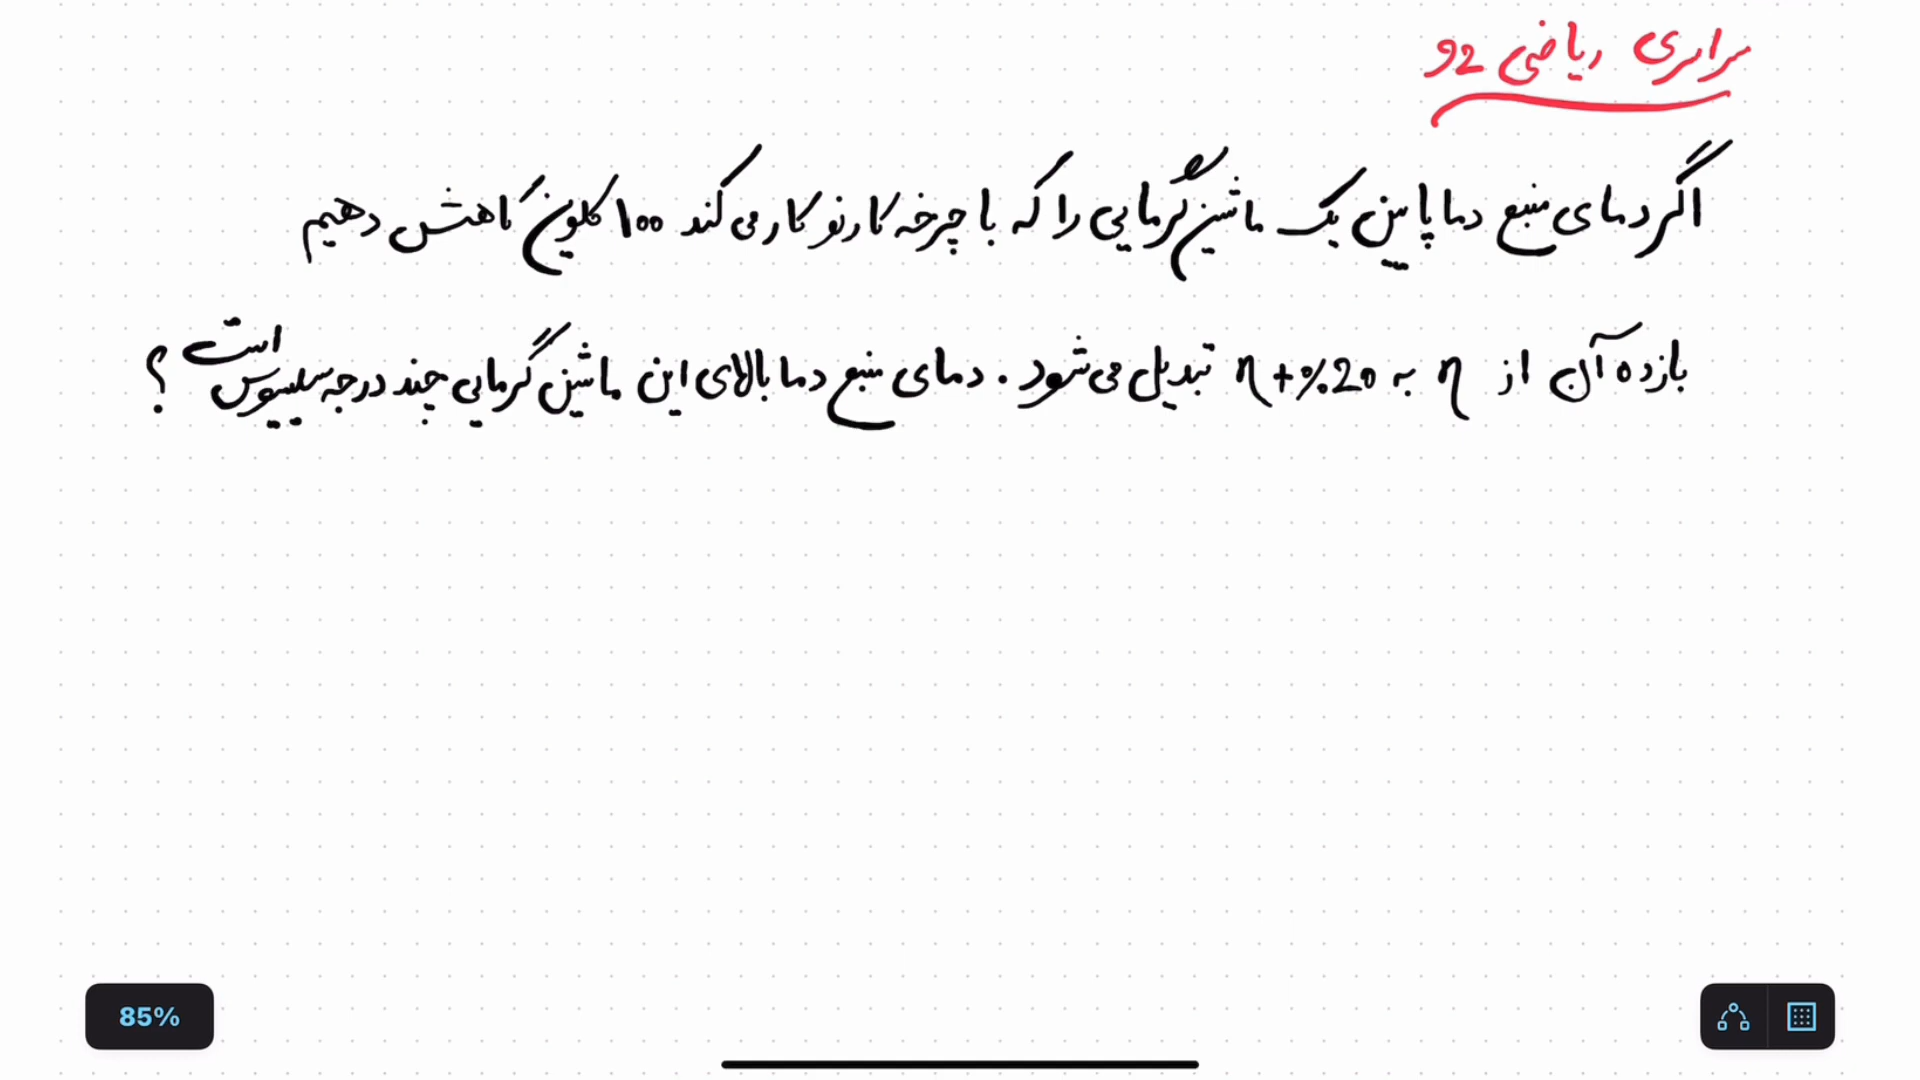 سراسری ریاضی 92
اگر دمای منبع دما پایین یک ماشین گرمایی را که با چرخه کارنو کار می کند ۱۰۰ کلوین کاهش دهیم
بازده آن از η به η+%20 تبدیل می شود . دمای منبع دما بالای این ماشین گرمایی چند درجه سلسیوس است ؟
85%